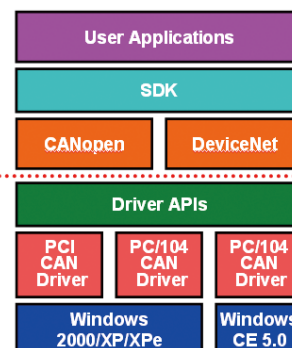 User Applications
SDK
CANopen
DeviceNet
Driver APIs
PCI
CAN
Driver
PC/104
CAN
Driver
PC/104
CAN
Driver
Windows
2000/XP/XPe
Windows
CE 5.0